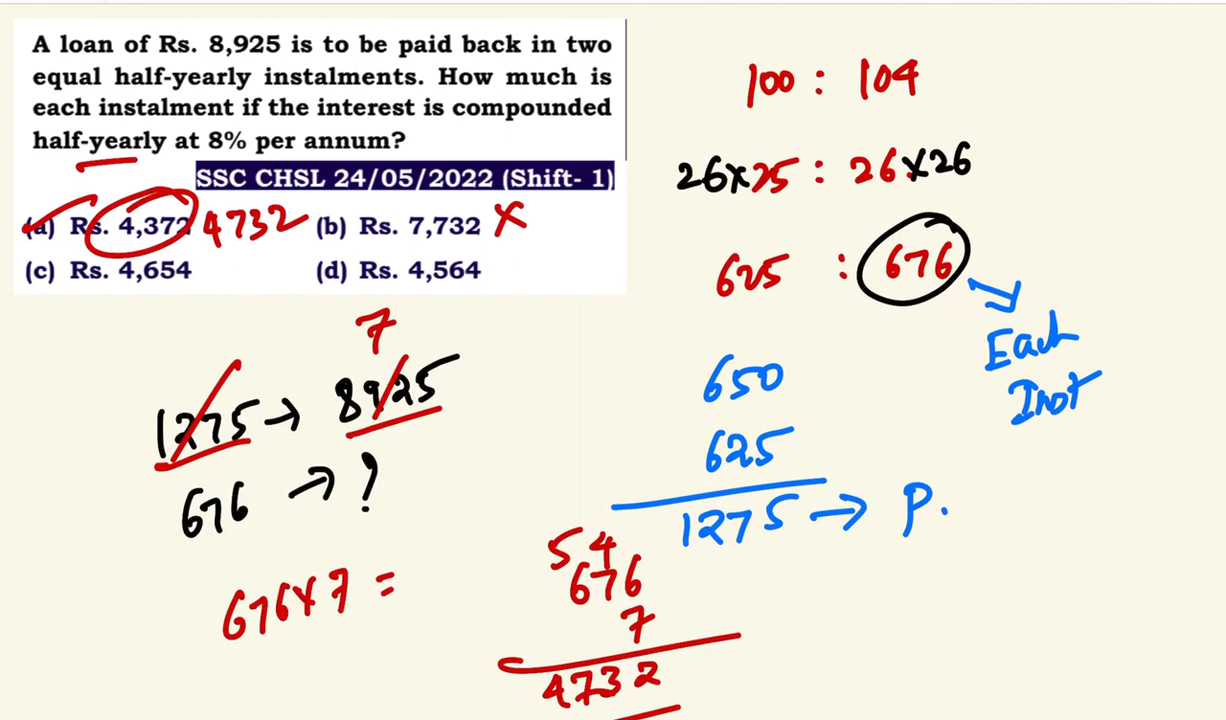 A loan of Rs. 8,925 is to be paid back in two
equal half-yearly instalments. How much is
each instalment if the interest is compounded
half-yearly at 8% per annum?
SSC CHSL 24/05/2022 (Shift- 1)
(a) Rs. 4,372 4732 (b) Rs. 7,732 X
(c) Rs. 4,654 (d) Rs. 4,564
100 : 104
26×25 : 26×26
625 : 676
Each
Inst
650
625
1275 → P.
7
1275 → 8925
676 → ?
676×7 =
5 4
676
7
4732